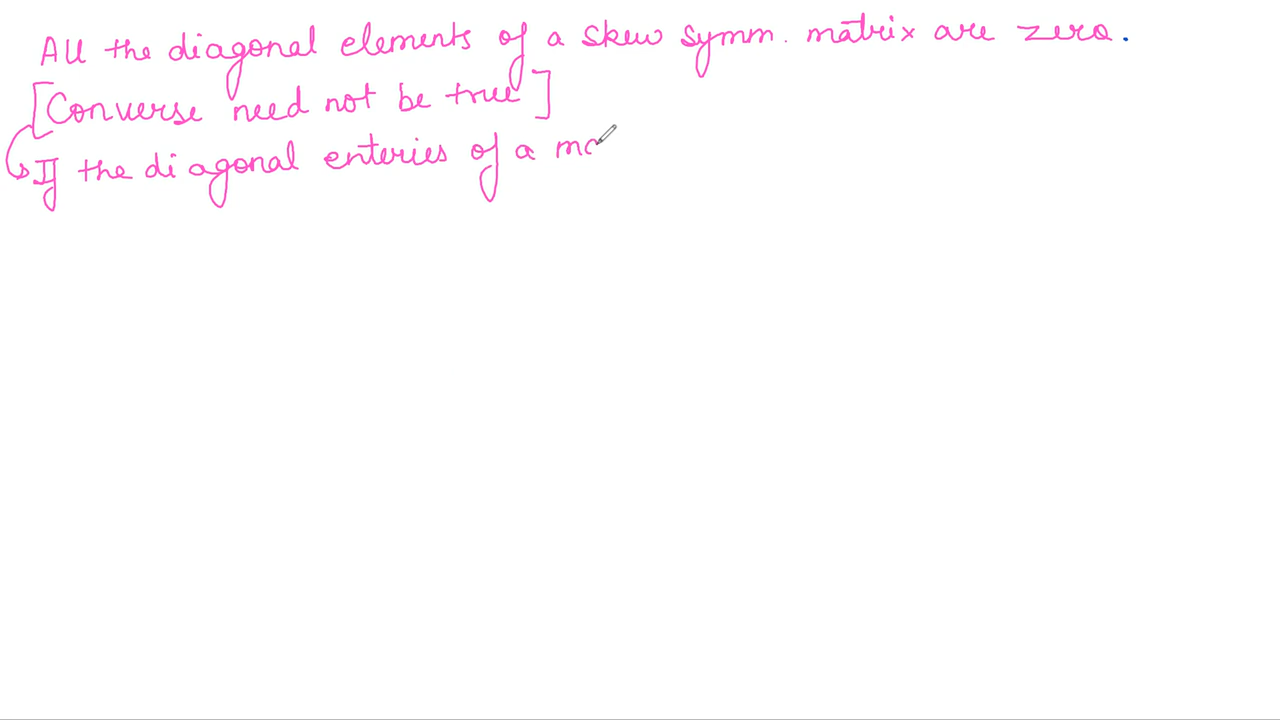 All the diagonal elements of a skew symm. matrix are zero.
[Converse need not be true]
If the diagonal enteries of a